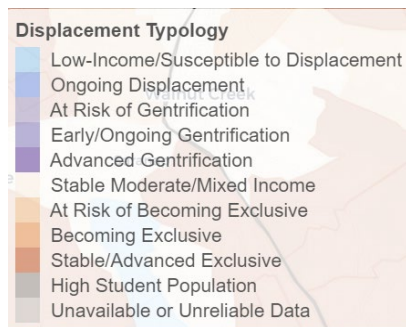 Displacement Typology
Low-Income/Susceptible to Displacement
Ongoing Displacement
Walnut Creek
At Risk of Gentrification
Early/Ongoing Gentrification
Advanced Gentrification
Stable Moderate/Mixed Income
At Risk of Becoming Exclusive
Becoming Exclusive
Stable/Advanced Exclusive
High Student Population
Unavailable or Unreliable Data